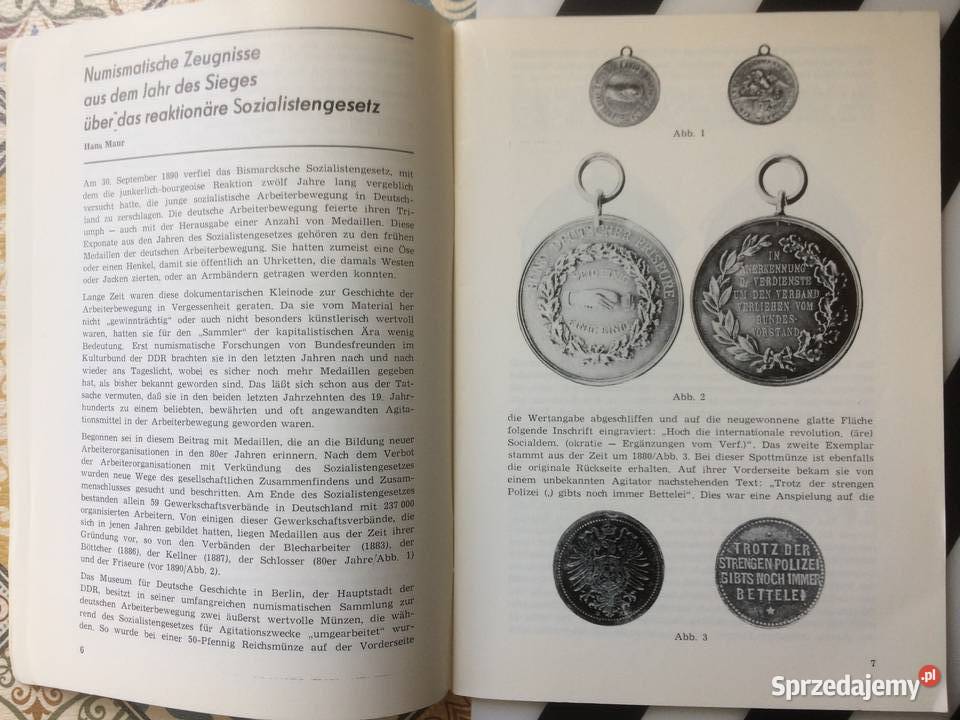 Numismatische Zeugnisse
aus dem Jahr des Sieges
über das reaktionäre Sozialistengesetz
Hans Maur
Am 30. September 1890 verfiel das Bismarcksche Sozialistengesetz, mit
dem die junkerlich-bourgeoise Reaktion zwölf Jahre lang vergeblich
versucht hatte, die junge sozialistische Arbeiterbewegung in Deutsch-
land zu zerschlagen. Die deutsche Arbeiterbewegung feierte ihren Tri-
umph – auch mit der Herausgabe einer Anzahl von Medaillen. Diese
Exponate aus den Jahren des Sozialistengesetzes gehören zu den frühen
Medaillen der deutschen Arbeiterbewegung. Sie hatten zumeist eine Öse
oder einen Henkel, damit sie öffentlich an Uhrketten, die damals Westen
oder Jacken zierten, oder an Armbändern getragen werden konnten.
Lange Zeit waren diese dokumentarischen Kleinode zur Geschichte der
Arbeiterbewegung in Vergessenheit geraten. Da sie vom Material her
nicht „gewinnträchtig“ oder auch nicht besonders künstlerisch wertvoll
waren, hatten sie für den „Sammler“ der kapitalistischen Ära wenig
Bedeutung. Erst numismatische Forschungen von Bundesfreunden im
Kulturbund der DDR brachten sie in den letzten Jahren nach und nach
wieder ans Tageslicht, wobei es sicher noch mehr Medaillen gegeben
hat, als bisher bekannt geworden sind. Das läßt sich schon aus der Tat-
sache vermuten, daß sie in den beiden letzten Jahrzehnten des 19. Jahr-
hunderts zu einem beliebten, bewährten und oft angewandten Agita-
tionsmittel in der Arbeiterbewegung geworden waren.
Begonnen sei in diesem Beitrag mit Medaillen, die an die Bildung neuer
Arbeiterorganisationen in den 80er Jahren erinnern. Nach dem Verbot
der Arbeiterorganisationen mit Verkündung des Sozialistengesetzes
wurden neue Wege des gesellschaftlichen Zusammenfindens und Zusam-
menschlusses gesucht und beschritten. Am Ende des Sozialistengesetzes
bestanden allein 59 Gewerkschaftsverbände in Deutschland mit 237 000
organisierten Arbeitern. Von einigen dieser Gewerkschaftsverbände, die
sich in jenen Jahren gebildet hatten, liegen Medaillen aus der Zeit ihrer
Gründung vor, so von den Verbänden der Blecharbeiter (1883), der
Böttcher (1886), der Kellner (1887), der Schlosser (80er Jahre/Abb. 1)
und der Friseure (vor 1890/Abb. 2).
Das Museum für Deutsche Geschichte in Berlin, der Hauptstadt der
DDR, besitzt in seiner umfangreichen numismatischen Sammlung zur
deutschen Arbeiterbewegung zwei äußerst wertvolle Münzen, die wäh-
rend des Sozialistengesetzes für Agitationszwecke „umgearbeitet“ wur-
den. So wurde bei einer 50-Pfennig Reichsmünze auf der Vorderseite
6
Abb. 1
BUND DEUTSCHER FRISEURE
IN
ANERKENNUNG
D. VERDIENSTE
UM DEN VERBAND
VERLIEHEN VOM
BUNDES-
VORSTAND
Abb. 2
die Wertangabe abgeschliffen und auf die neugewonnene glatte Fläche
folgende Inschrift eingraviert: „Hoch die internationale revolution. (äre)
Socialdem. (okratie – Ergänzungen vom Verf.)“. Das zweite Exemplar
stammt aus der Zeit um 1880/Abb. 3. Bei dieser Spottmünze ist ebenfalls
die originale Rückseite erhalten. Auf ihrer Vorderseite bekam sie von
einem unbekannten Agitator nachstehenden Text: „Trotz der strengen
Polizei (,) gibts noch immer Bettelei“. Dies war eine Anspielung auf die
TROTZ DER
STRENGEN POLIZEI
GIBTS NOCH IMMER
BETTELEI
Abb. 3
7
Sprzedajemy.pl